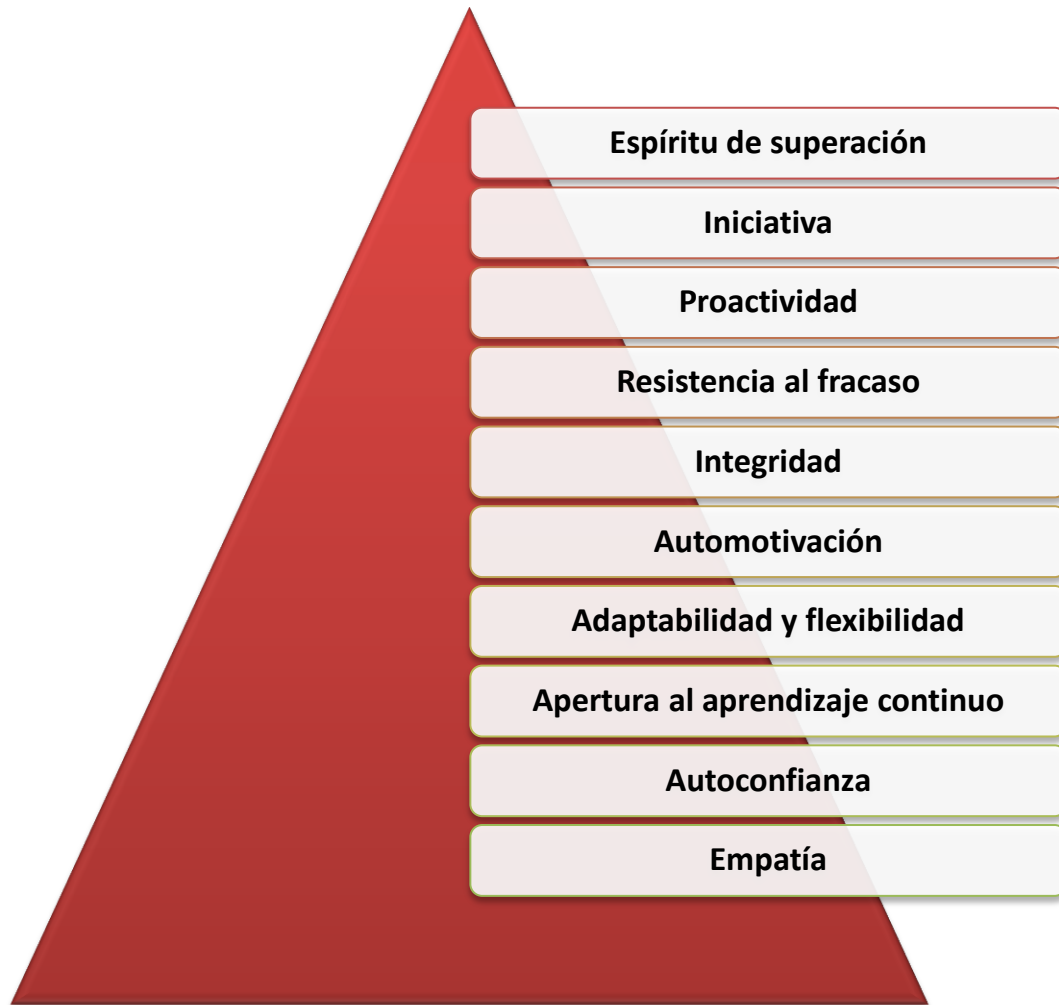 Espíritu de superación
Iniciativa
Proactividad
Resistencia al fracaso
Integridad
Automotivación
Adaptabilidad y flexibilidad
Apertura al aprendizaje continuo
Autoconfianza
Empatía